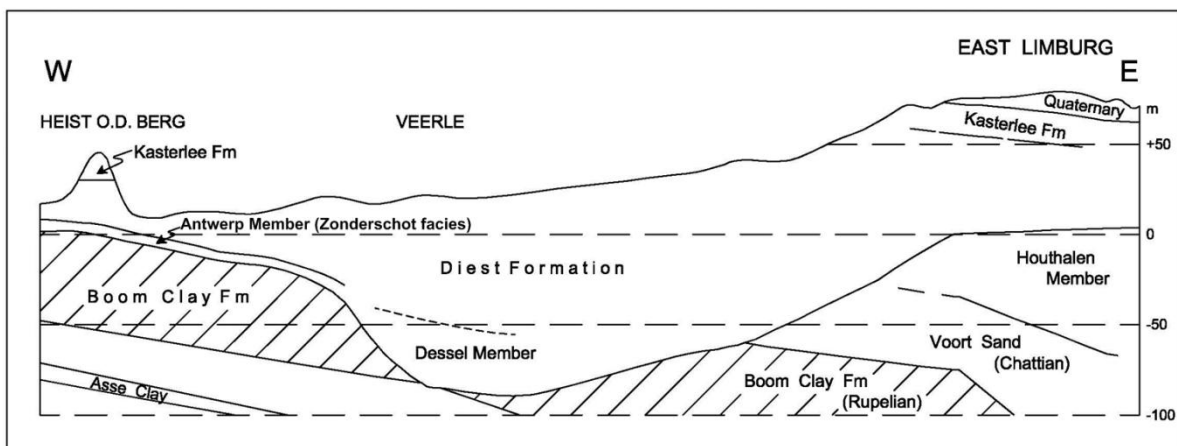 EAST LIMBURG
W
E
HEIST O.D. BERG
VEERLE
Quaternary
m
Kasterlee Fm
Kasterlee Fm
+50
Antwerp Member (Zonderschot facies)
0
Diest Formation
Houthalen
Member
Boom Clay Fm
-50
Dessel Member
Voort Sand
(Chattian)
Asse Clay
Boom Clay Fm
(Rupelian)
-100